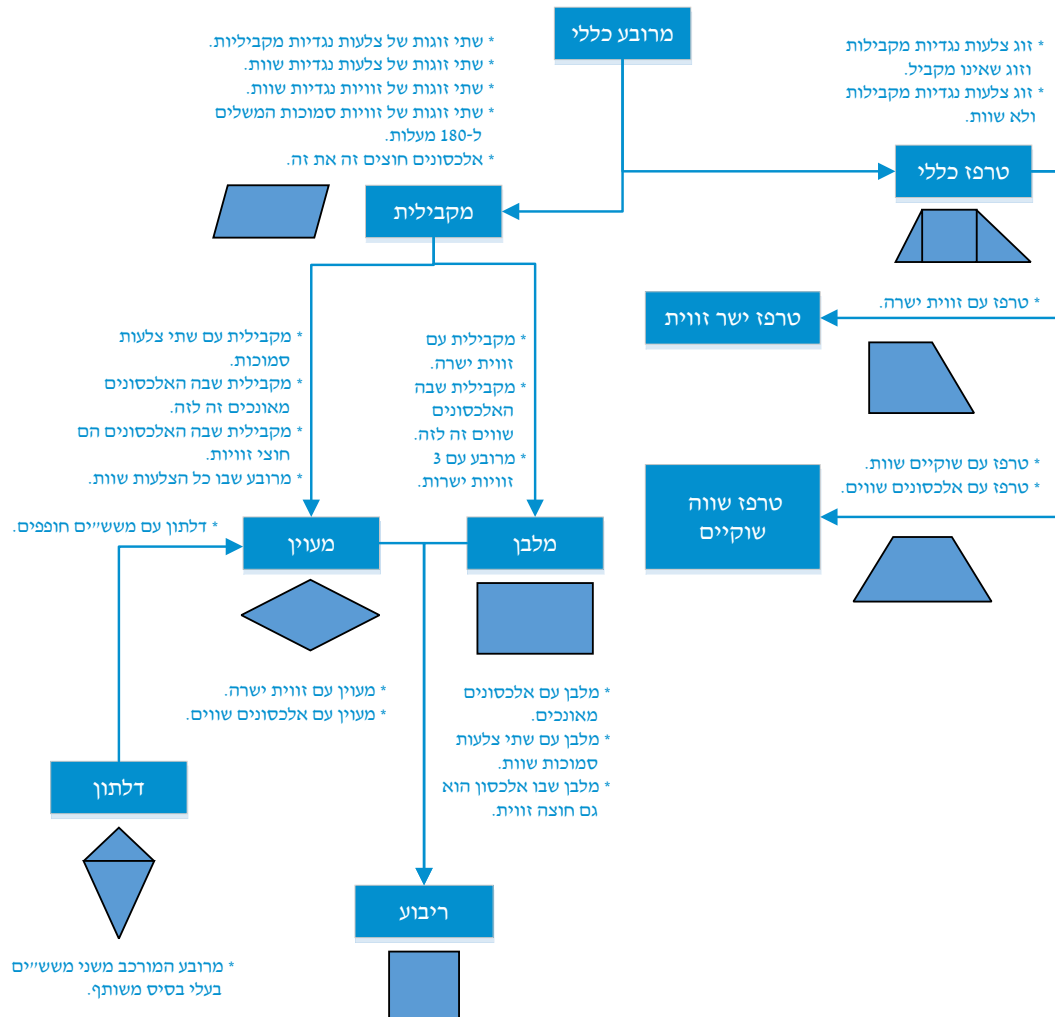 מרובע כללי
* זוג צלעות נגדיות מקבילות
וזוג שאינו מקביל.
* זוג צלעות נגדיות מקבילות
ולא שוות.
טרפז כללי
* שתי זוגות של צלעות נגדיות מקביליות.
* שתי זוגות של צלעות נגדיות שוות.
* שתי זוגות של זוויות נגדיות שוות.
* שתי זוגות של זוויות סמוכות המשלים
ל-180 מעלות.
* אלכסונים חוצים זה את זה.
מקבילית
* טרפז עם זווית ישרה.
טרפז ישר זווית
* טרפז עם שוקיים שוות.
* טרפז עם אלכסונים שווים.
טרפז שווה
שוקיים
* מקבילית עם
זווית ישרה.
* מקבילית שבה
האלכסונים
שווים זה לזה.
* מרובע עם 3
זוויות ישרות.
מלבן
* מקבילית עם שתי צלעות
סמוכות.
* מקבילית שבה האלכסונים
מאונכים זה לזה.
* מקבילית שבה האלכסונים הם
חוצי זוויות.
* מרובע שבו כל הצלעות שוות.
מעוין
* דלתון עם משש״ים חופפים.
* מלבן עם אלכסונים
מאונכים.
* מלבן עם שתי צלעות
סמוכות שוות.
* מלבן שבו אלכסון הוא
גם חוצה זווית.
* מעוין עם זווית ישרה.
* מעוין עם אלכסונים שווים.
דלתון
ריבוע
* מרובע המורכב משני משש״ים
בעלי בסיס משותף.